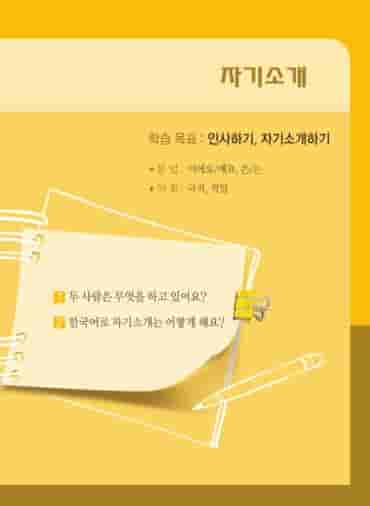 자기소개
학습 목표 : 인사하기, 자기소개하기
• 문 법 : 이에요/예요, 은/는
• 어 휘 : 국적, 직업
1 두 사람은 무엇을 하고 있어요?
2 한국어로 자기소개는 어떻게 해요?